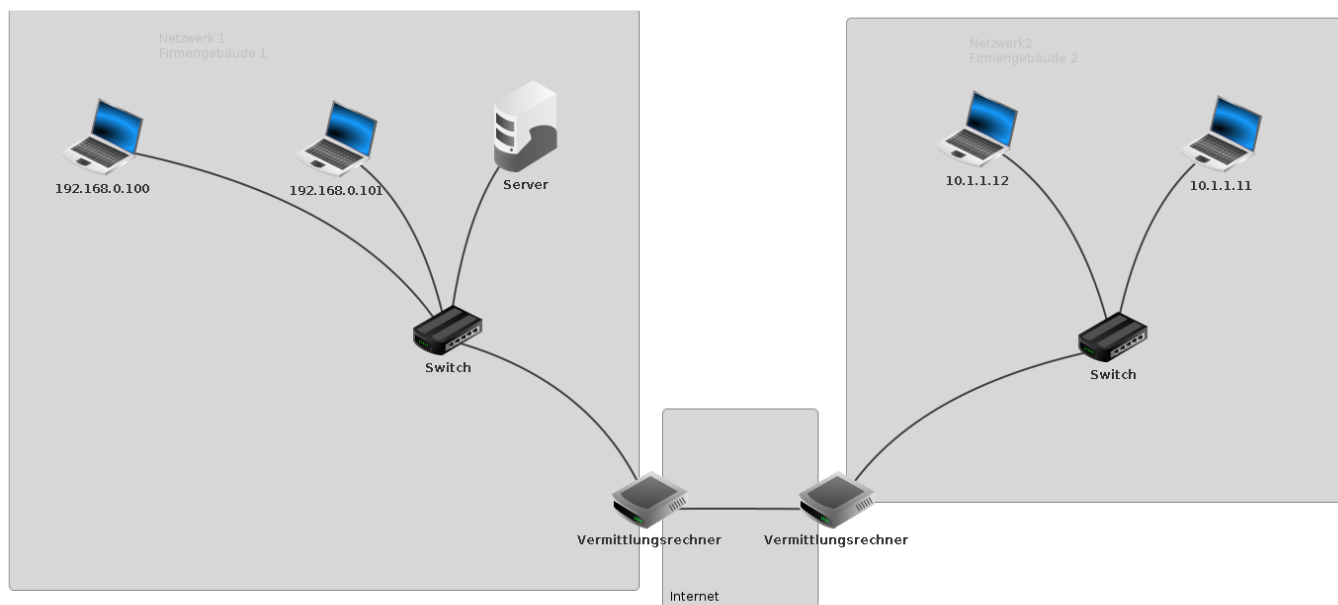 Netzwerk 1
Firmengebäude 1
Netzwerk2
Firmengebäude 2
192.168.0.100
192.168.0.101
Server
10.1.1.12
10.1.1.11
Switch
Switch
Vermittlungsrechner
Vermittlungsrechner
Internet